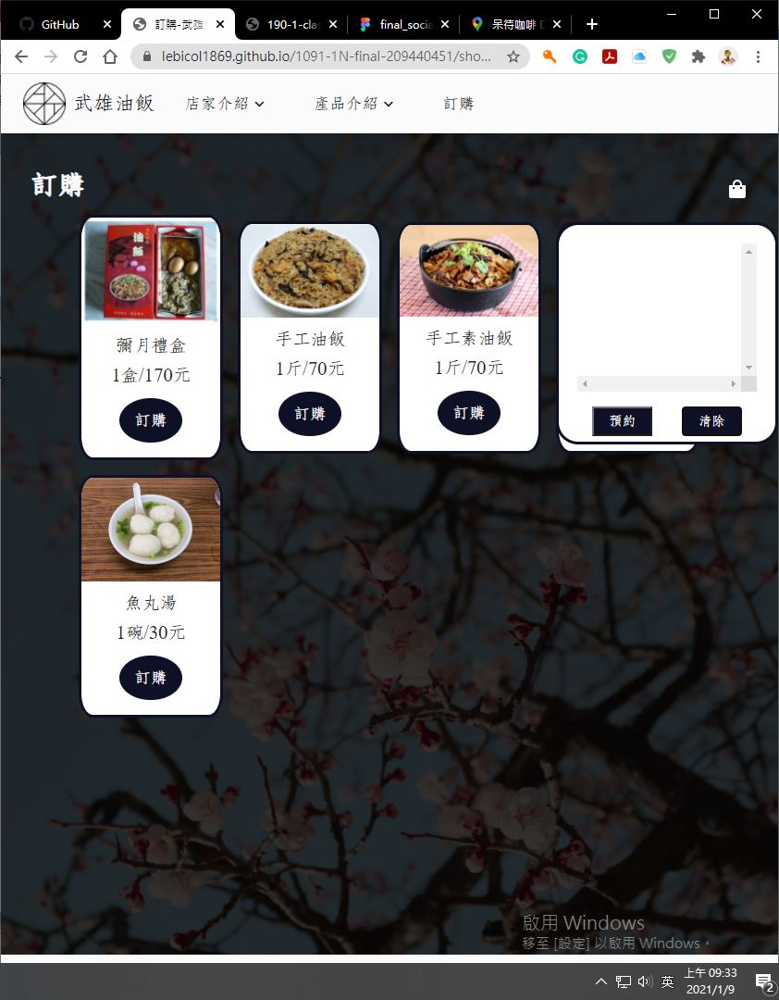 GitHub
訂購-武雄
190-1-clas
final_socia
呆待咖啡 D
lebicol1869.github.io/1091-1N-final-209440451/sho...
武雄油飯
店家介紹
產品介紹
訂購
訂購
油飯
彌月禮盒
1盒/170元
訂購
手工油飯
1斤/70元
訂購
手工素油飯
1斤/70元
訂購
預約
清除
魚丸湯
1碗/30元
訂購
啟用 Windows
移至 [設定] 以啟用 Windows。
英
上午 09:33
2021/1/9
2